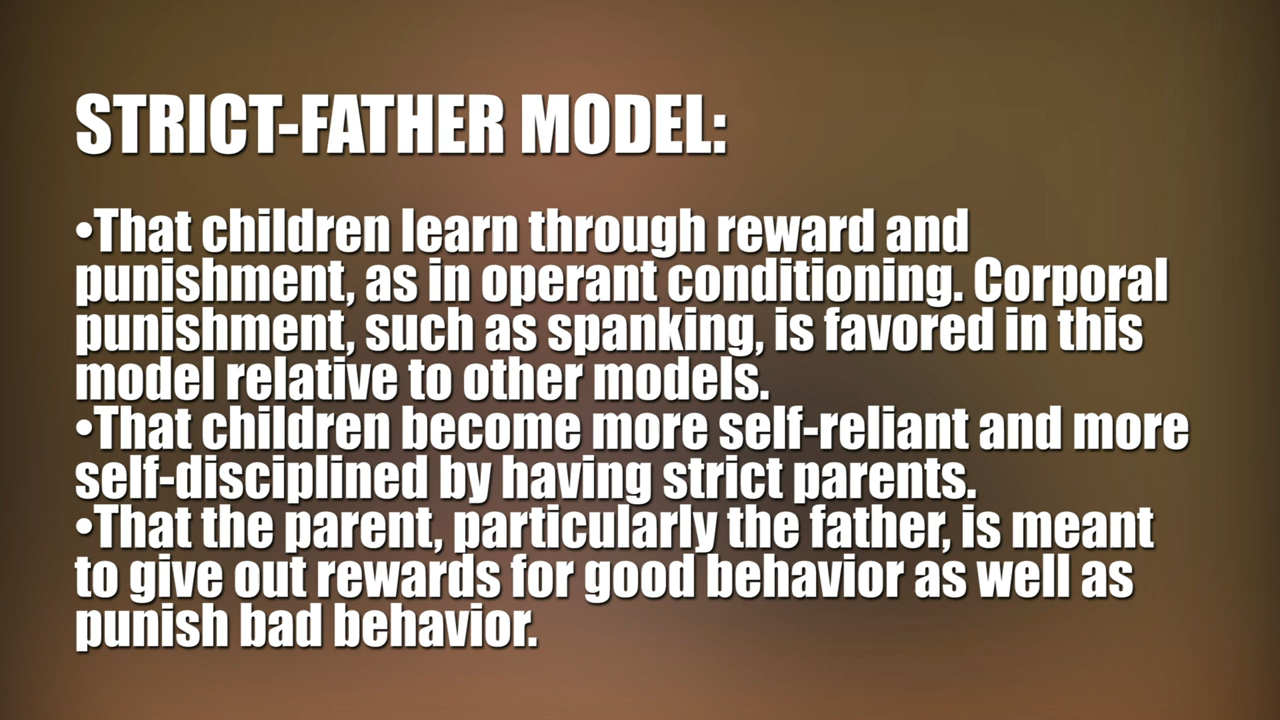 STRICT-FATHER MODEL:
•That children learn through reward and
punishment, as in operant conditioning. Corporal
punishment, such as spanking, is favored in this
model relative to other models.
•That children become more self-reliant and more
self-disciplined by having strict parents.
•That the parent, particularly the father, is meant
to give out rewards for good behavior as well as
punish bad behavior.